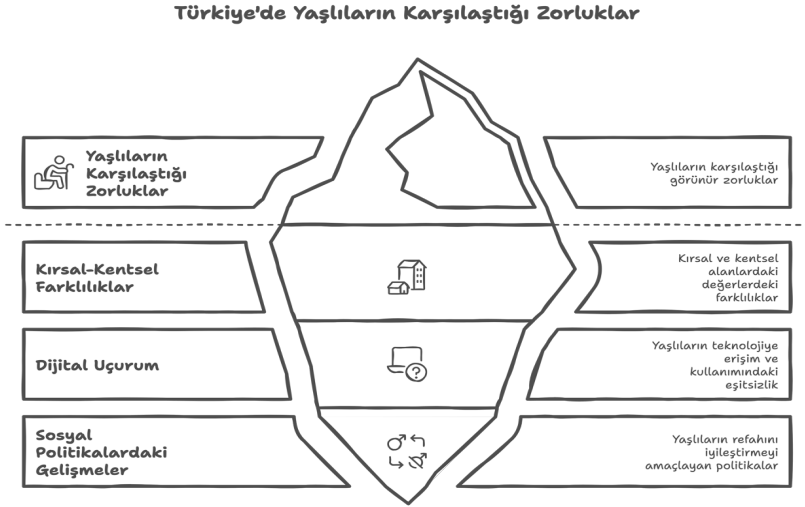 Türkiye'de Yaşlıların Karşılaştığı Zorluklar
Yaşlıların
Karşılaştığı
Zorluklar
Yaşlıların karşılaştığı
görünür zorluklar
Kırsal-Kentsel
Farklılıklar
Kırsal ve kentsel
alanlardaki
değerlerdeki
farklılıklar
Dijital Uçurum
Yaşlıların teknolojiye
erişim ve
kullanımındaki
eşitsizlik
Sosyal
Politikalardaki
Gelişmeler
Yaşlıların refahını
iyileştirmeyi
amaçlayan politikalar